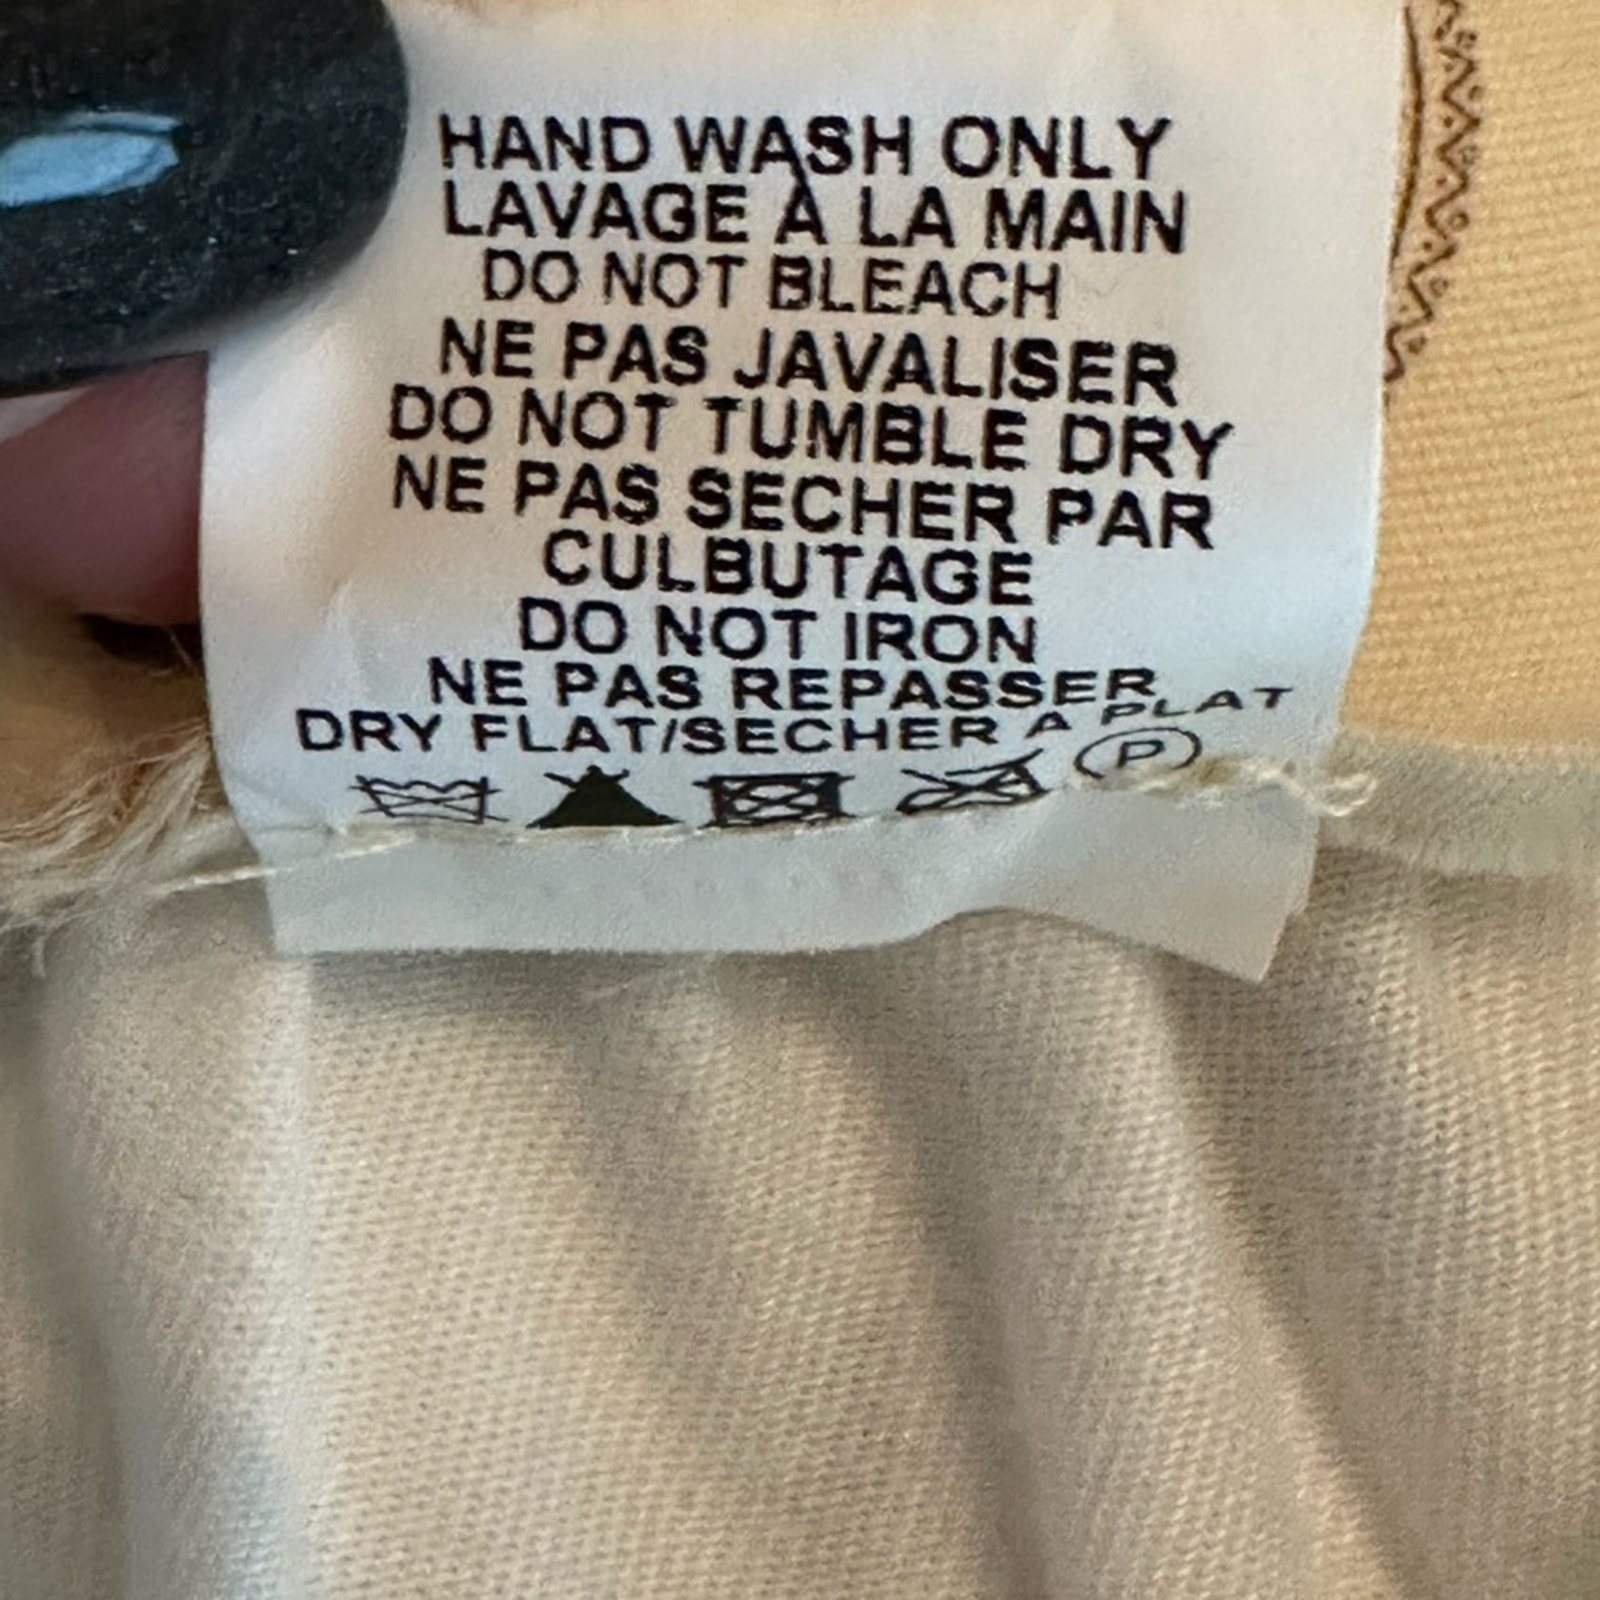 HAND WASH ONLY
LAVAGE À LA MAIN
DO NOT BLEACH
NE PAS JAVALISER
DO NOT TUMBLE DRY
NE PAS SECHER PAR
CULBUTAGE
DO NOT IRON
NE PAS REPASSER
DRY FLAT/SECHER A PLAT
P